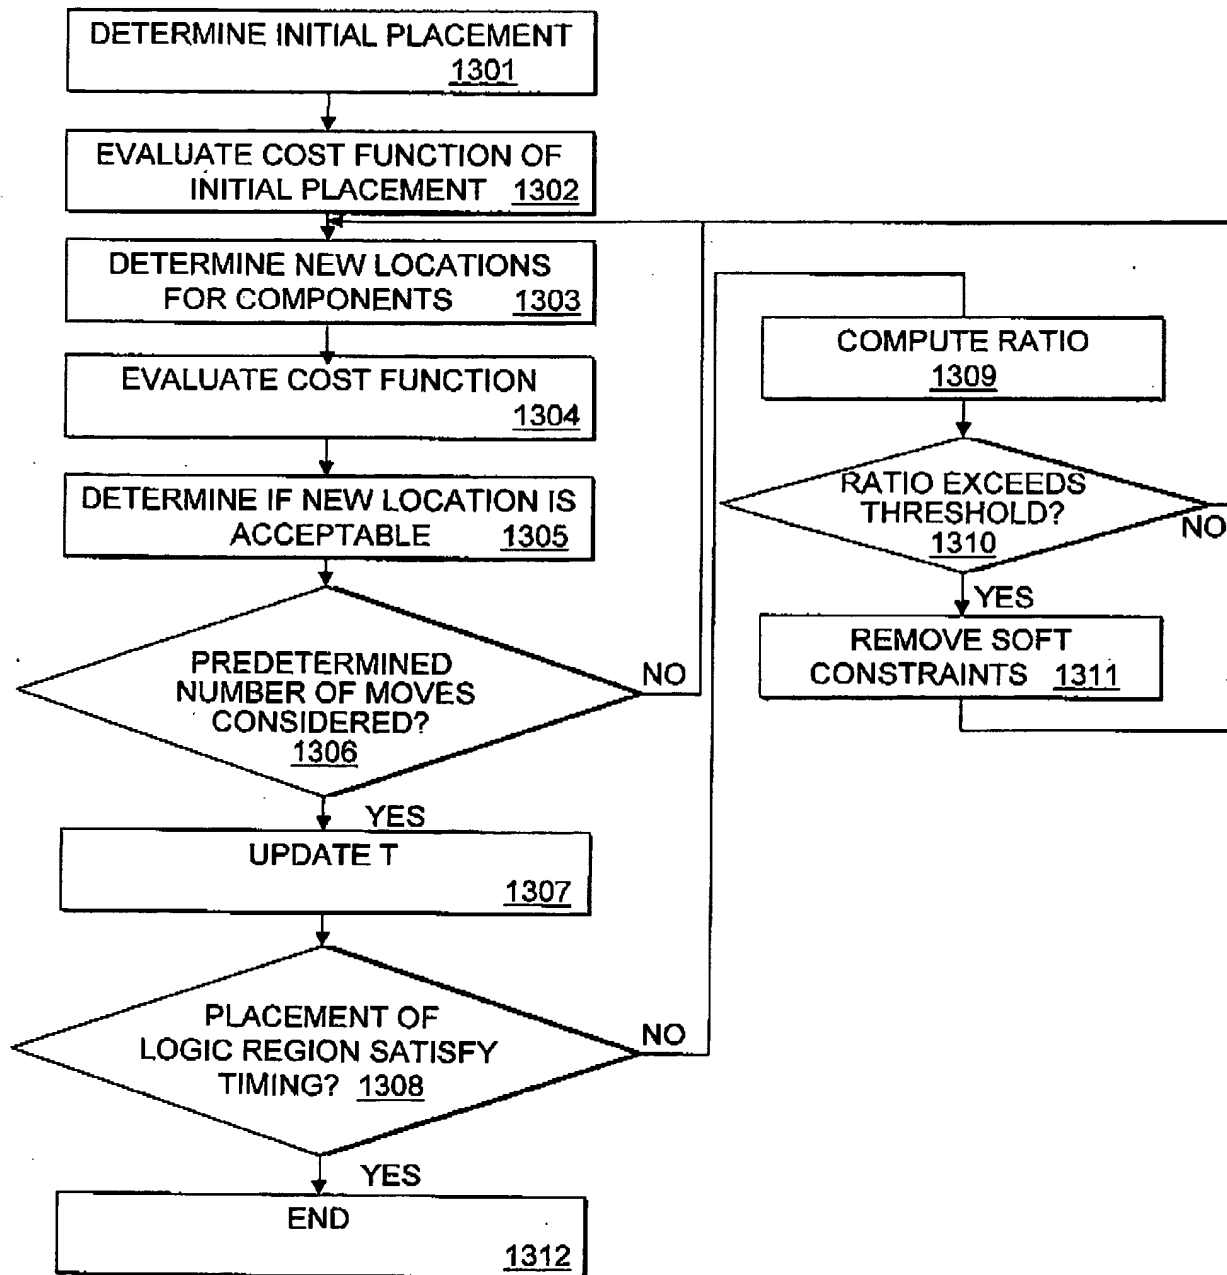 DETERMINE INITIAL PLACEMENT
1301
EVALUATE COST FUNCTION OF
INITIAL PLACEMENT 1302
DETERMINE NEW LOCATIONS
FOR COMPONENTS 1303
EVALUATE COST FUNCTION
1304
DETERMINE IF NEW LOCATION IS
ACCEPTABLE 1305
PREDETERMINED
NUMBER OF MOVES
CONSIDERED?
1306
NO
YES
UPDATE T
1307
PLACEMENT OF
LOGIC REGION SATISFY
TIMING? 1308
NO
YES
END
1312
COMPUTE RATIO
1309
RATIO EXCEEDS
THRESHOLD?
1310
NO
YES
REMOVE SOFT
CONSTRAINTS 1311